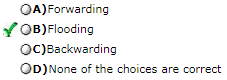 A)Forwarding
B)Flooding
C)Backwarding
D)None of the choices are correct